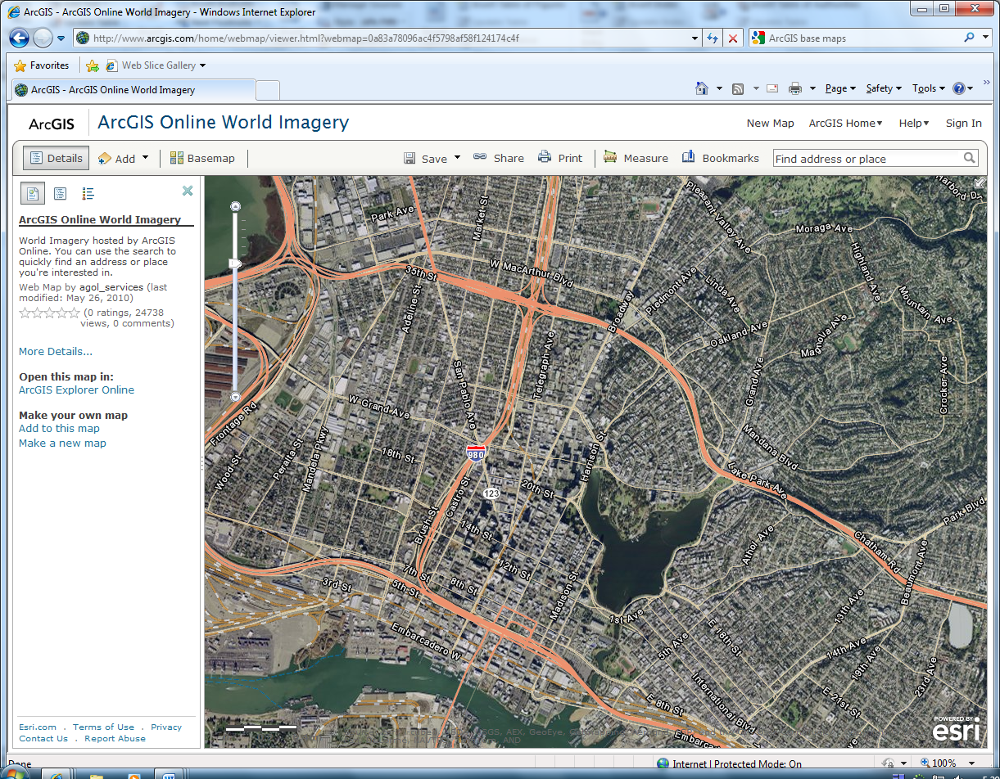 ArcGIS - ArcGIS Online World Imagery - Windows Internet Explorer
http://www.arcgis.com/home/webmap/viewer.html?webmap=0a83a78096ac4f5798af58f124174c4f
ArcGIS base maps
Favorites
Web Slice Gallery
ArcGIS - ArcGIS Online World Imagery
Page
Safety
Tools
ArcGIS
ArcGIS Online World Imagery
New Map
ArcGIS Home
Help
Sign In
Details
Add
Basemap
Save
Share
Print
Measure
Bookmarks
Find address or place
ArcGIS Online World Imagery
World Imagery hosted by ArcGIS
Online. You can use the search to
quickly find an address or place
you're interested in.
Web Map by agol_services (last
modified: May 26, 2010)
(0 ratings, 24738
views, 0 comments)
More Details...
Open this map in:
ArcGIS Explorer Online
Make your own map
Add to this map
Make a new map
Esri.com . Terms of Use . Privacy
Contact Us . Report Abuse
Park Ave
Market St
Pleasant Valley Ave
Harbord Dr
Moraga Ave
Highland Ave
Mountain Ave
35th St
W MacArthur Blvd
Broadway
Piedmont Ave
Linda Ave
Adeline St
Oakland Ave
Magnolia Ave
Telegraph Ave
San Pablo Ave
Grand Ave
Crocker Ave
Frontage Rd
W Grand Ave
Mandana Blvd
Wood St
Peralta St
Mandela Pkwy
18th St
980
Harrison St
Lake Park Ave
123
20th St
Castro St
Brush St
14th St
Park Blvd
Athol Ave
Chatham Rd
Beaumont Ave
12th St
7th St
8th St
3rd St
5th St
Madison St
1st Ave
13th Ave
E 18th St
5th Ave
14th Ave
19th Ave
23rd Ave
Embarcadero W
International Blvd
E 21st St
E 8th St
AEX, GeoEye,
AND
POWERED BY
esri
Done
Internet | Protected Mode: On
100%